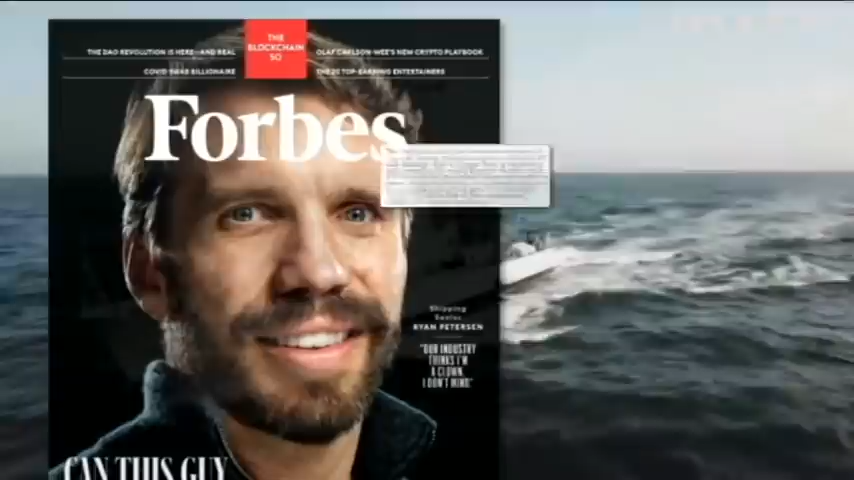 THE DAO REVOLUTION IS HERE—AND REAL
THE
BLOCKCHAIN
50
OLAF CARLSON-WEE'S NEW CRYPTO PLAYBOOK
COVID SWAB BILLIONAIRE
THE 20 TOP-EARNING ENTERTAINERS
Forbes
Shipping
Genius
RYAN PETERSEN
"OUR INDUSTRY
THINKS I'M
A CLOWN.
I DON'T MIND"
CAN THIS GUY